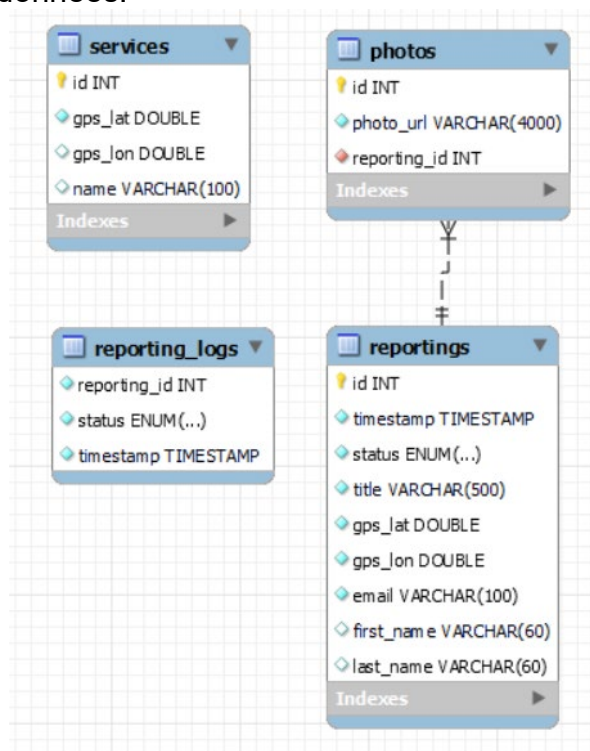 services
id INT
gps_lat DOUBLE
gps_lon DOUBLE
name VARCHAR(100)
Indexes
photos
id INT
photo_url VARCHAR(4000)
reporting_id INT
Indexes
reporting_logs
reporting_id INT
status ENUM(...)
timestamp TIMESTAMP
reportings
id INT
timestamp TIMESTAMP
status ENUM(...)
title VARCHAR(500)
gps_lat DOUBLE
gps_lon DOUBLE
email VARCHAR(100)
first_name VARCHAR(60)
last_name VARCHAR(60)
Indexes